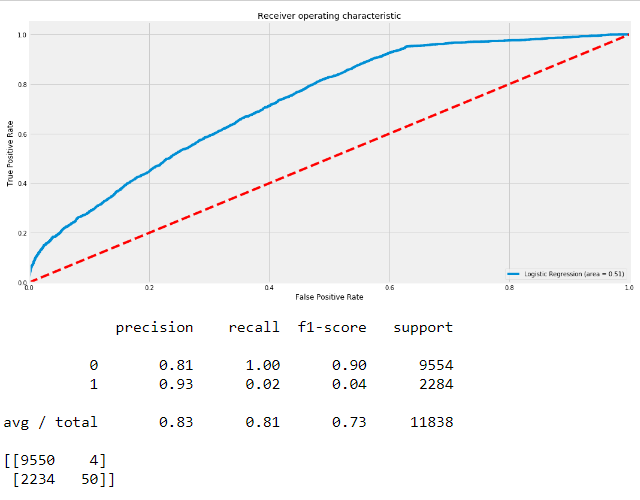 Receiver operating characteristic
1.0
0.8
0.6
0.4
0.2
0.0
True Positive Rate
0.0 0.2 0.4 0.6 0.8 1.0
False Positive Rate
Logistic Regression (area = 0.51)
precision recall f1-score support
0 0.81 1.00 0.90 9554
1 0.93 0.02 0.04 2284
avg / total 0.83 0.81 0.73 11838
[[9550 4]
[2234 50]]